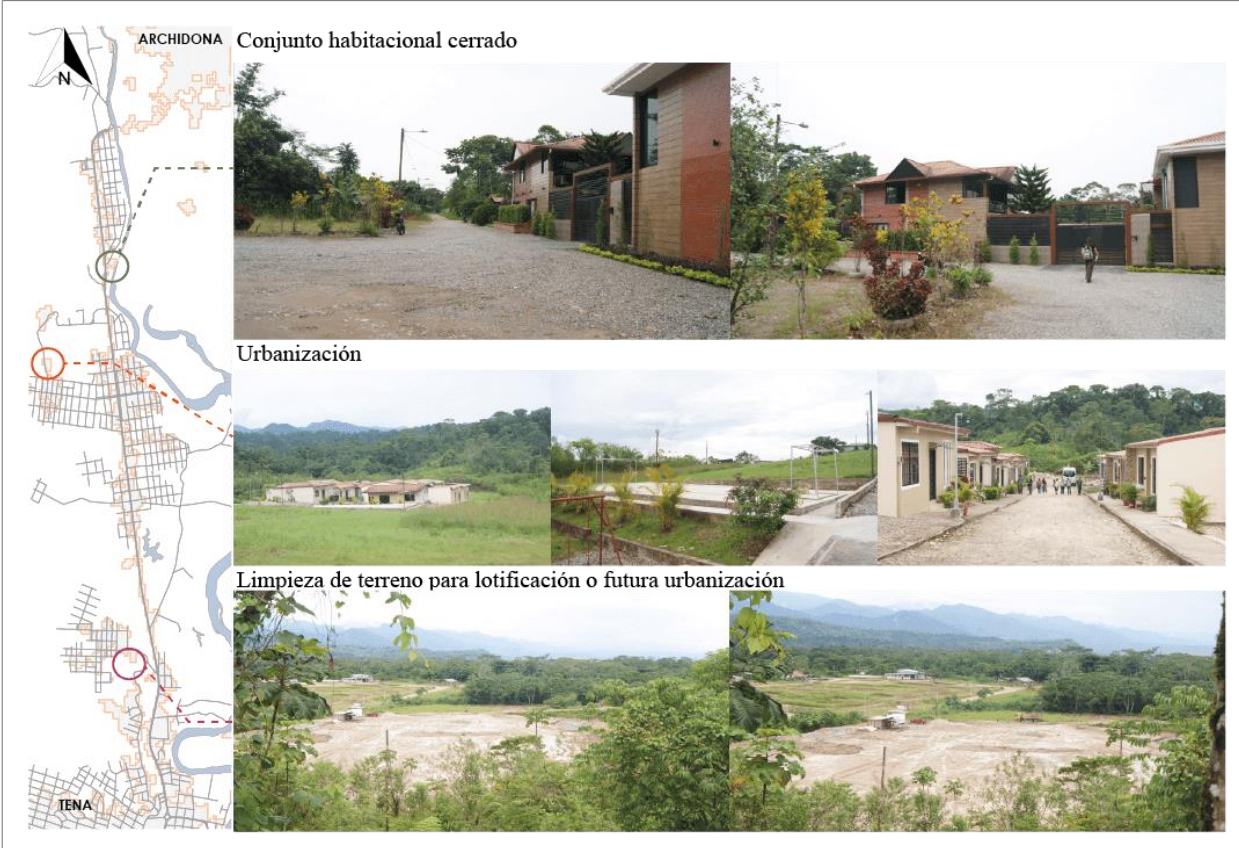 ARCHIDONA
N
Conjunto habitacional cerrado
Urbanización
Limpieza de terreno para lotificación o futura urbanización
TENA